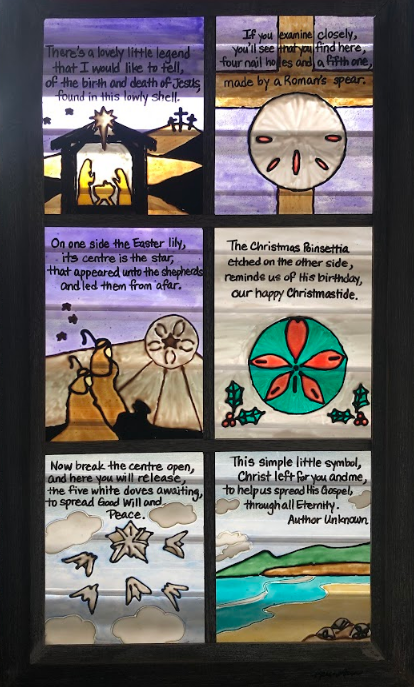 There's a lovely little legend
that I would like to tell,
of the birth and death of Jesus,
found in this lowly shell.
If you examine closely,
you'll see that you find here,
four nail holes and a fifth one,
made by a Roman's spear.
On one side the Easter lily,
its centre is the star,
that appeared unto the shepherds
and led them from afar.
The Christmas Poinsettia
etched on the other side,
reminds us of His birthday,
our happy Christmastide.
Now break the centre open,
and here you will release,
the five white doves awaiting,
to spread Good Will and
Peace.
This simple little symbol,
Christ left for you and me,
to help us spread His Gospel,
through all Eternity.
Author Unknown